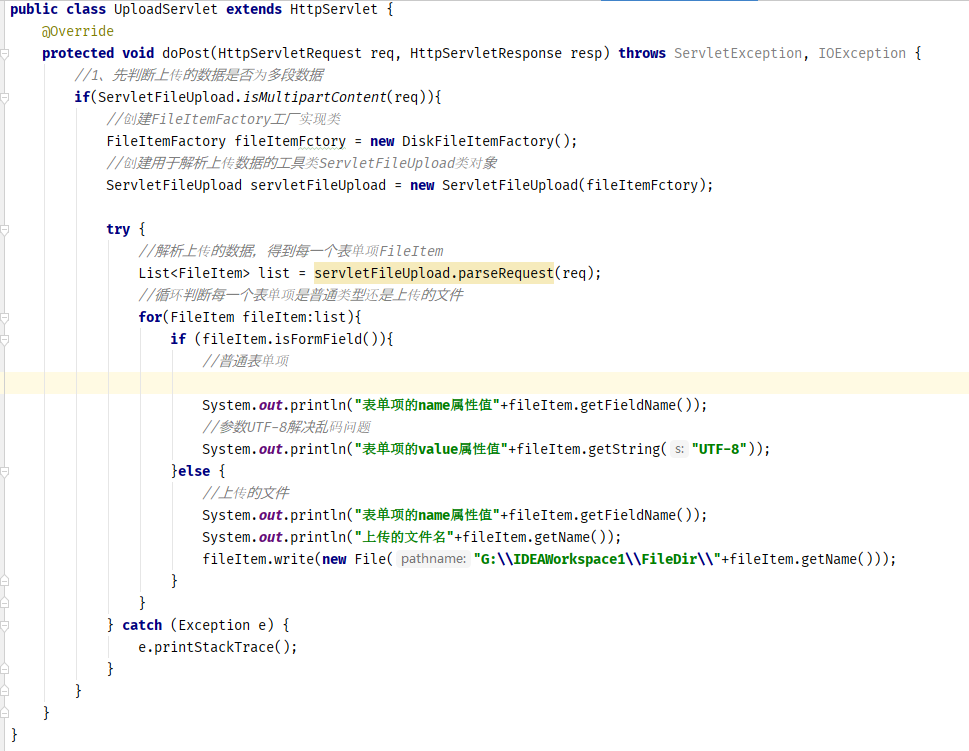 public class UploadServlet extends HttpServlet {
@Override
protected void doPost(HttpServletRequest req, HttpServletResponse resp) throws ServletException, IOException {
//1、先判断上传的数据是否为多段数据
if(ServletFileUpload.isMultipartContent(req)){
//创建FileItemFactory工厂实现类
FileItemFactory fileItemFctory = new DiskFileItemFactory();
//创建用于解析上传数据的工具类ServletFileUpload类对象
ServletFileUpload servletFileUpload = new ServletFileUpload(fileItemFctory);
try {
//解析上传的数据，得到每一个表单项FileItem
List<FileItem> list = servletFileUpload.parseRequest(req);
//循环判断每一个表单项是普通类型还是上传的文件
for(FileItem fileItem:list){
if (fileItem.isFormField()){
//普通表单项
System.out.println("表单项的name属性值"+fileItem.getFieldName());
//参数UTF-8解决乱码问题
System.out.println("表单项的value属性值"+fileItem.getString( s: "UTF-8"));
}else {
//上传的文件
System.out.println("表单项的name属性值"+fileItem.getFieldName());
System.out.println("上传的文件名"+fileItem.getName());
fileItem.write(new File( pathname: "G:\\IDEAWorkspace1\\FileDir\\"+fileItem.getName()));
}
}
} catch (Exception e) {
e.printStackTrace();
}
}
}
}